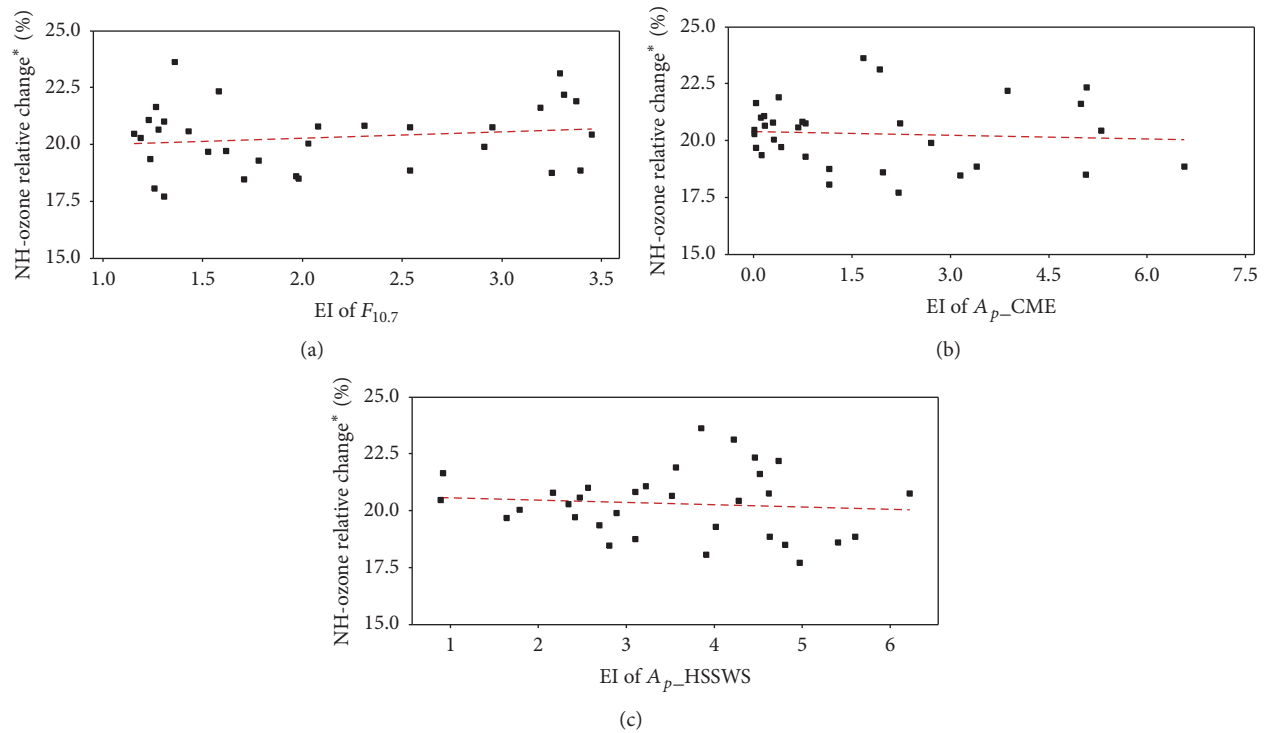 NH-ozone relative change* (%)
25.0
22.5
20.0
17.5
15.0
1.0 1.5 2.0 2.5 3.0 3.5
EI of F10.7
(a)
NH-ozone relative change* (%)
25.0
22.5
20.0
17.5
15.0
0.0 1.5 3.0 4.5 6.0 7.5
EI of Ap_CME
(b)
NH-ozone relative change* (%)
25.0
22.5
20.0
17.5
15.0
1 2 3 4 5 6
EI of Ap_HSSWS
(c)